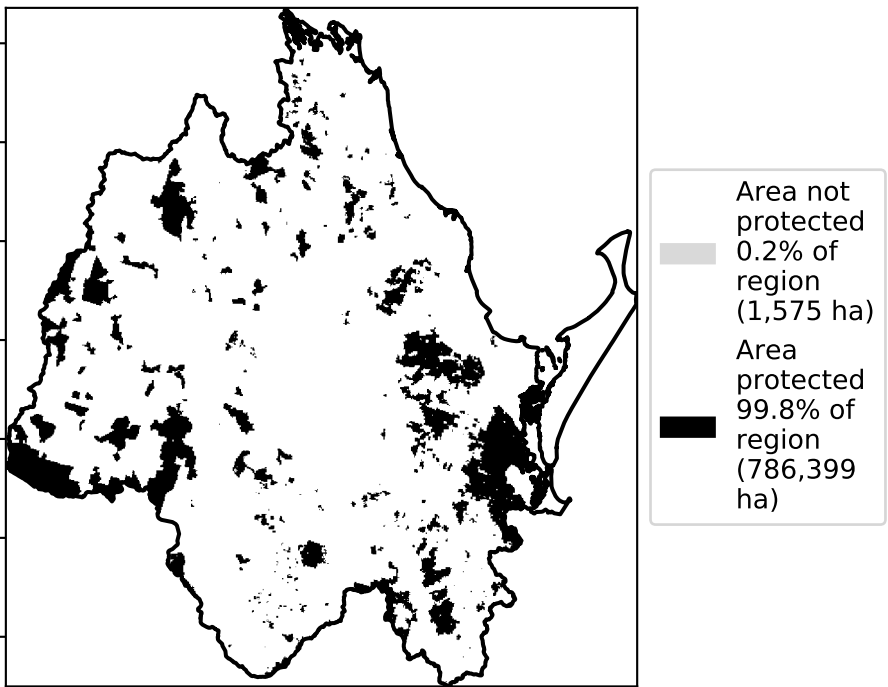 Area not
protected
0.2% of
region
(1,575 ha)
Area
protected
99.8% of
region
(786,399
ha)